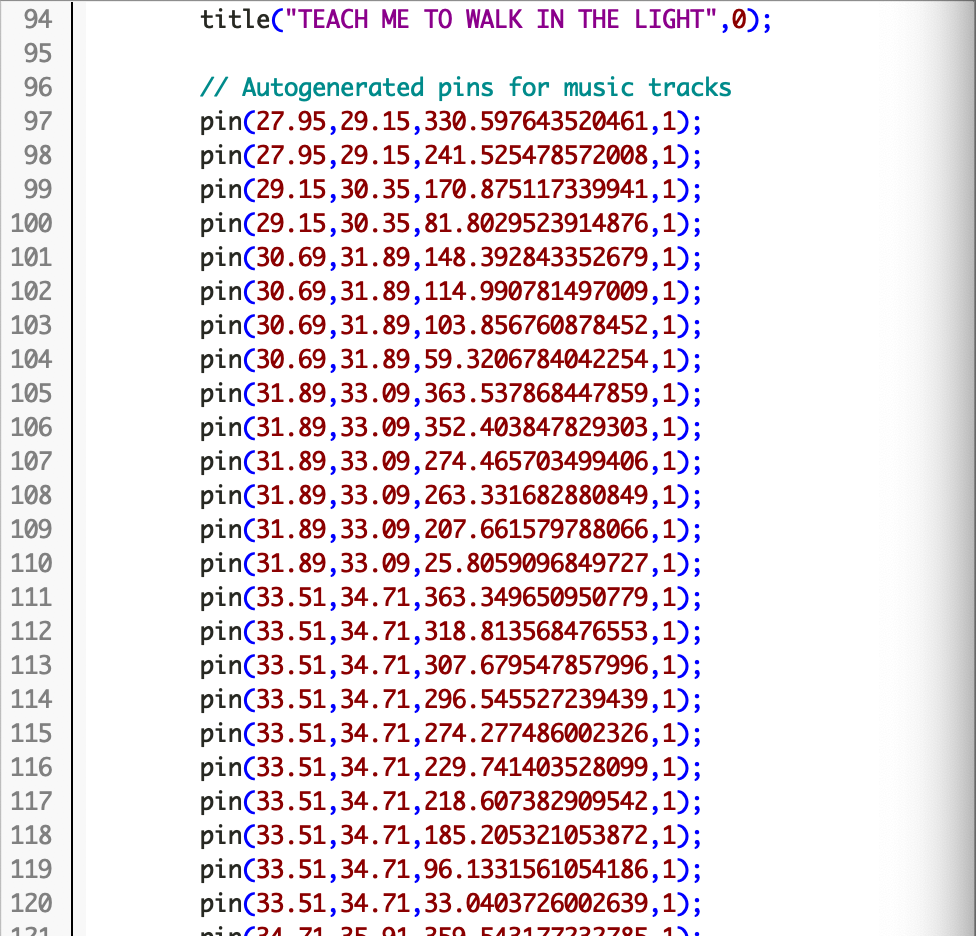 94 title("TEACH ME TO WALK IN THE LIGHT",0);
95
96 // Autogenerated pins for music tracks
97 pin(27.95,29.15,330.597643520461,1);
98 pin(27.95,29.15,241.525478572008,1);
99 pin(29.15,30.35,170.875117339941,1);
100 pin(29.15,30.35,81.8029523914876,1);
101 pin(30.69,31.89,148.392843352679,1);
102 pin(30.69,31.89,114.990781497009,1);
103 pin(30.69,31.89,103.856760878452,1);
104 pin(30.69,31.89,59.3206784042254,1);
105 pin(31.89,33.09,363.537868447859,1);
106 pin(31.89,33.09,352.403847829303,1);
107 pin(31.89,33.09,274.465703499406,1);
108 pin(31.89,33.09,263.331682880849,1);
109 pin(31.89,33.09,207.661579788066,1);
110 pin(31.89,33.09,25.8059096849727,1);
111 pin(33.51,34.71,363.349650950779,1);
112 pin(33.51,34.71,318.813568476553,1);
113 pin(33.51,34.71,307.679547857996,1);
114 pin(33.51,34.71,296.545527239439,1);
115 pin(33.51,34.71,274.277486002326,1);
116 pin(33.51,34.71,229.741403528099,1);
117 pin(33.51,34.71,218.607382909542,1);
118 pin(33.51,34.71,185.205321053872,1);
119 pin(33.51,34.71,96.1331561054186,1);
120 pin(33.51,34.71,33.0403726002639,1);